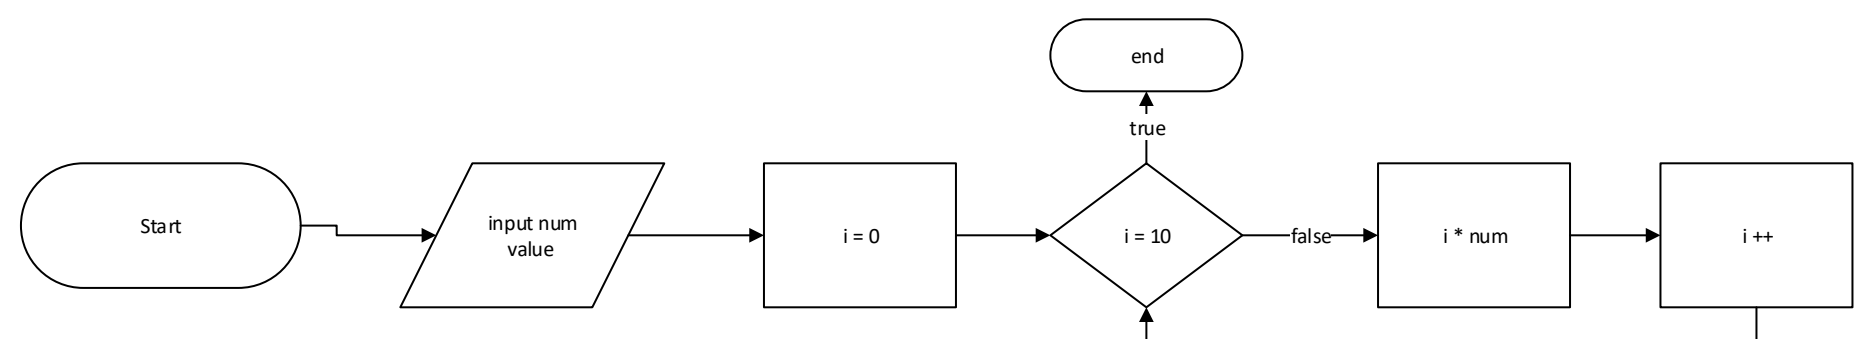 end
true
Start
input num
value
i = 0
i = 10
false
i * num
i ++